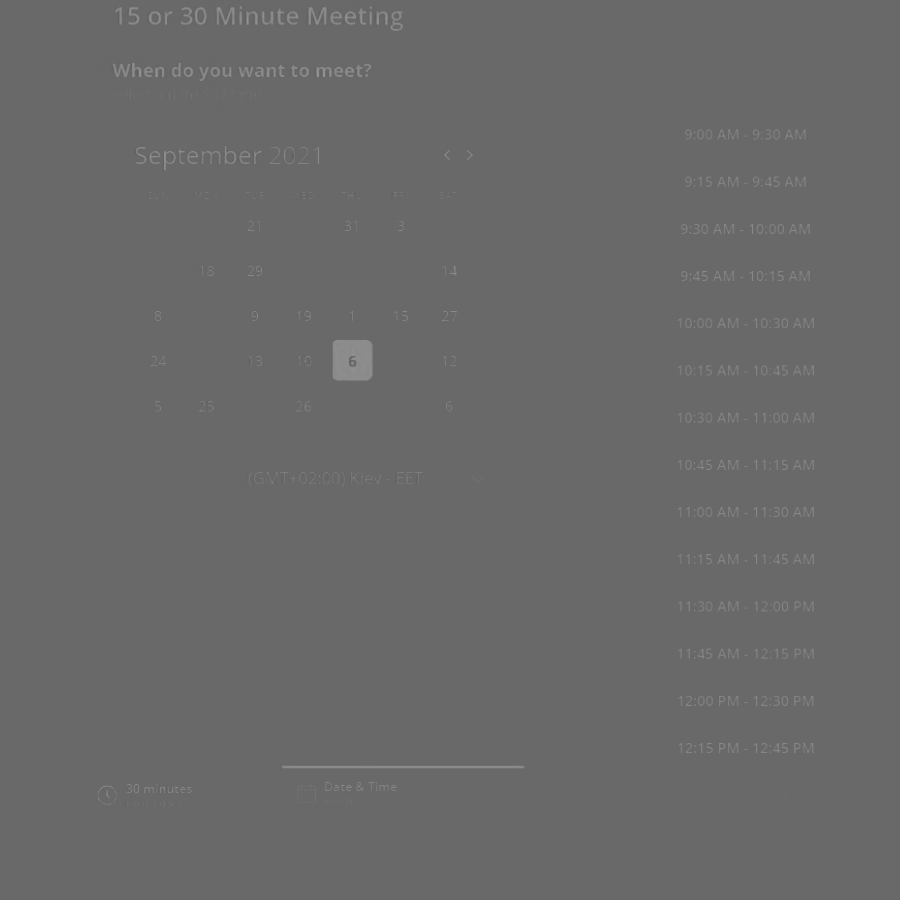 15 or 30 Minute Meeting
When do you want to meet?
September 2021
SUN TUE WED THU FRI SAT
21 31 3
18 29 14
8 9 19 1 15 27
24 13 10 6 12
5 25 26 6
(GMT+02:00) Kiev - EET
9:00 AM - 9:30 AM
9:15 AM - 9:45 AM
9:30 AM - 10:00 AM
9:45 AM - 10:15 AM
10:00 AM - 10:30 AM
10:15 AM - 10:45 AM
10:30 AM - 11:00 AM
10:45 AM - 11:15 AM
11:00 AM - 11:30 AM
11:15 AM - 11:45 AM
11:30 AM - 12:00 PM
11:45 AM - 12:15 PM
12:00 PM - 12:30 PM
12:15 PM - 12:45 PM
30 minutes
Date & Time